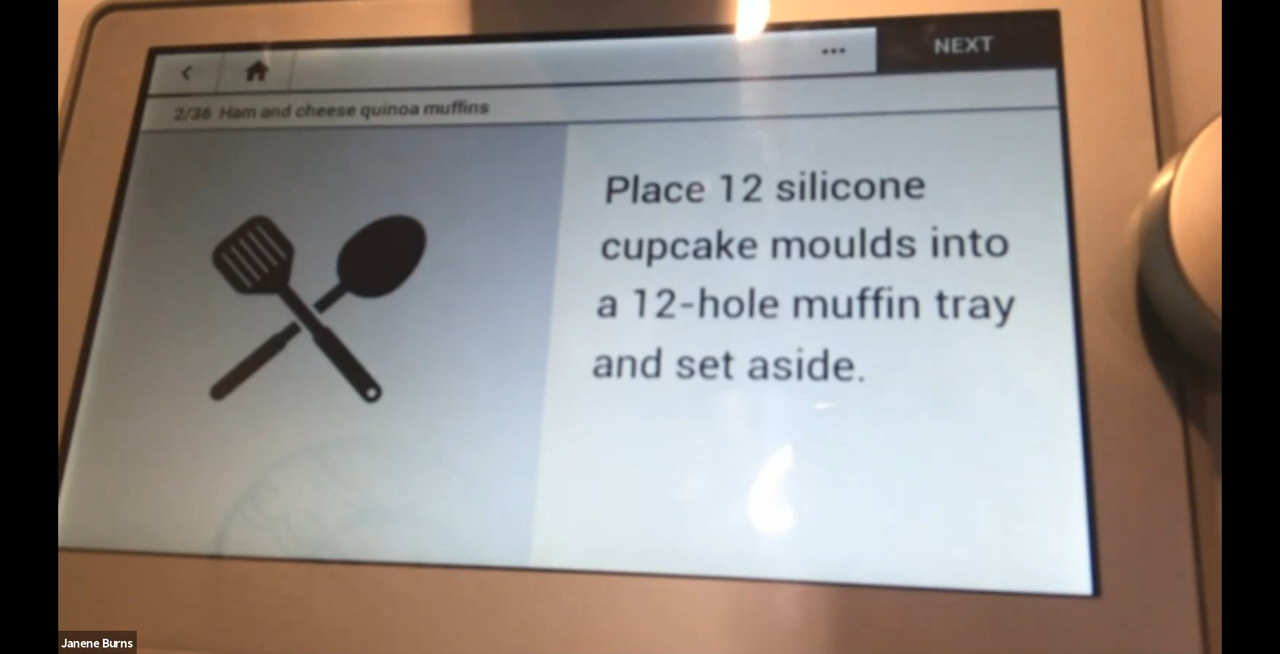 NEXT
2/36 Ham and cheese quinoa muffins
Place 12 silicone
cupcake moulds into
a 12-hole muffin tray
and set aside.
Janene Burns